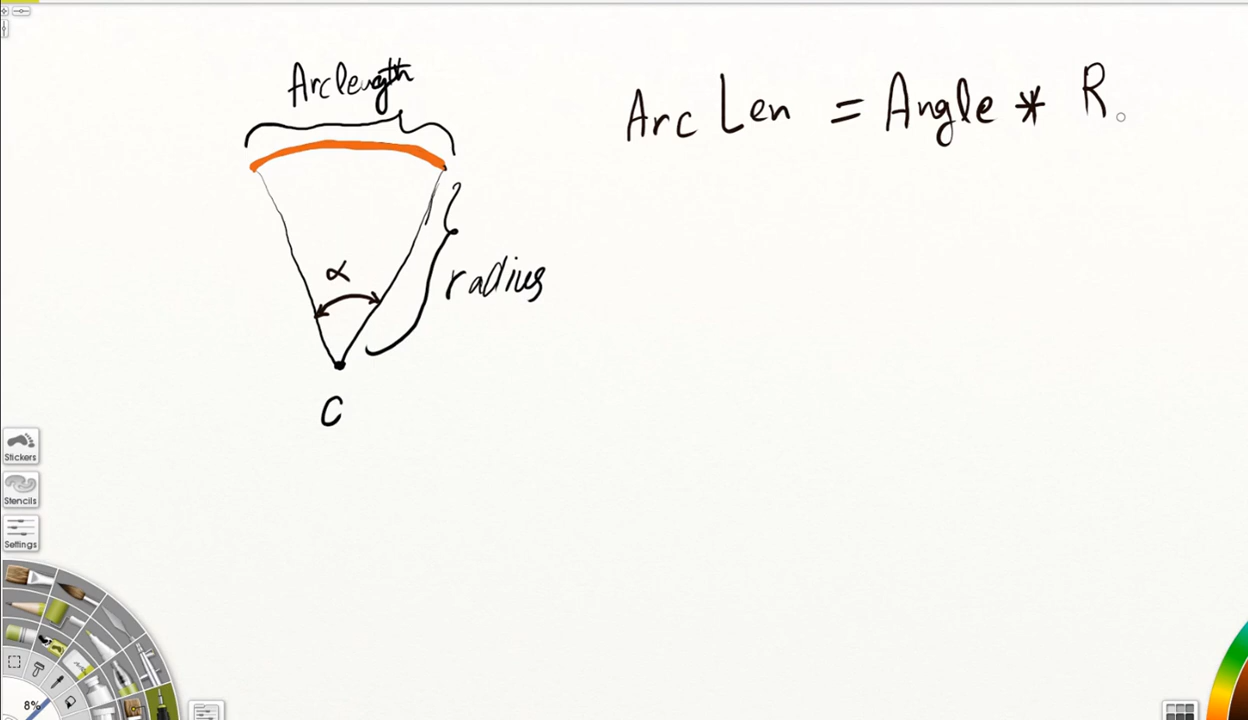 Arclength
Arc Len = Angle * R
α
radius
C
Stickers
Stencils
Settings
8%